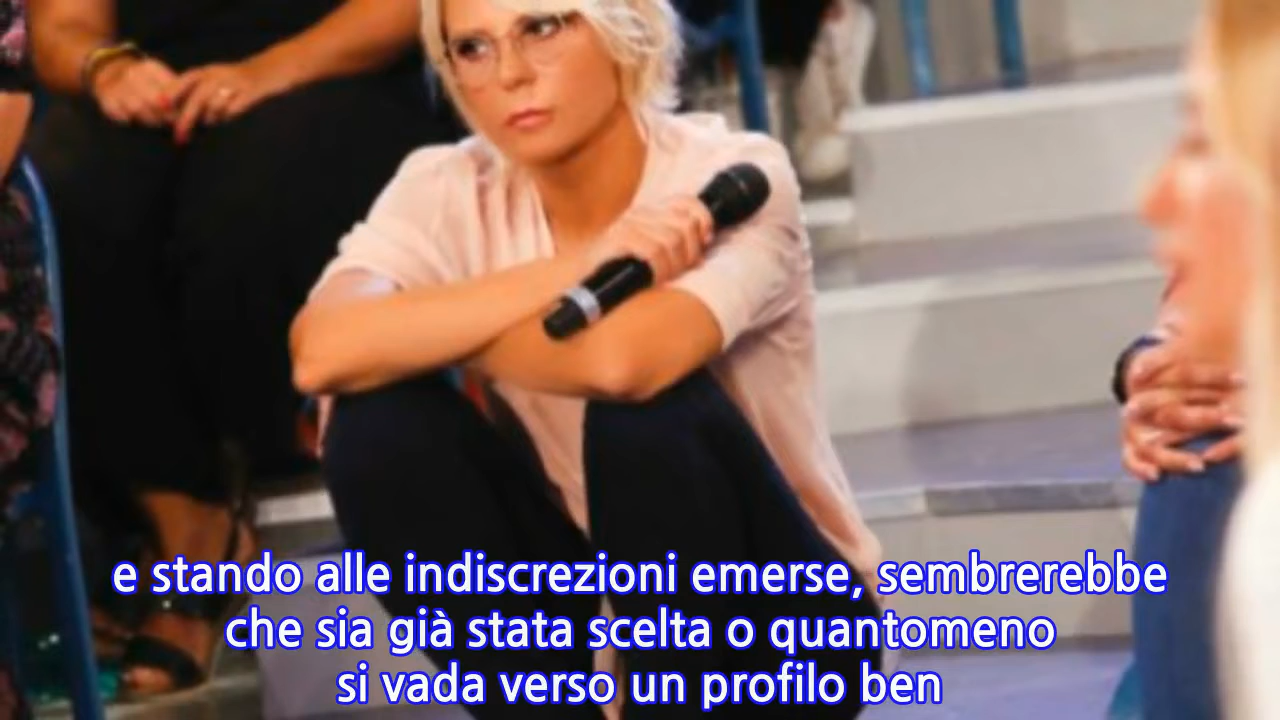 e stando alle indiscrezioni emerse, sembrerebbe
che sia già stata scelta o quantomeno
si vada verso un profilo ben